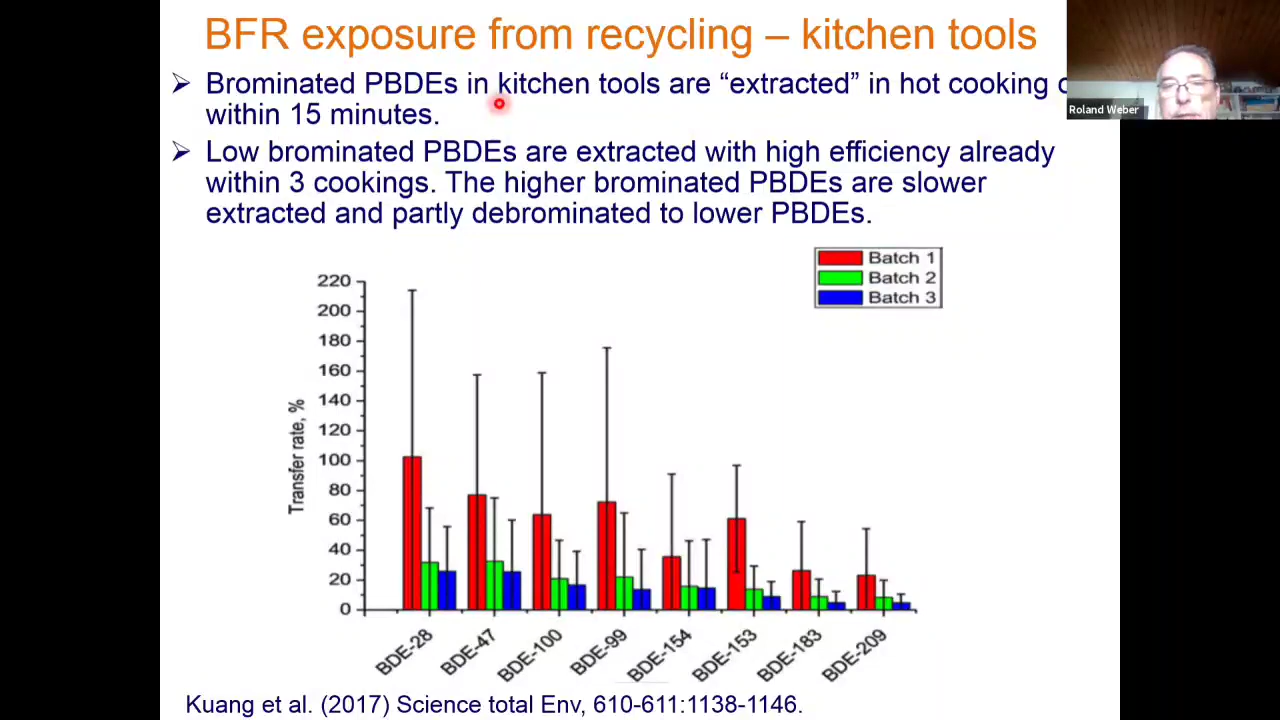 BFR exposure from recycling – kitchen tools
➢ Brominated PBDEs in kitchen tools are “extracted” in hot cooking
within 15 minutes.
➢ Low brominated PBDEs are extracted with high efficiency already
within 3 cookings. The higher brominated PBDEs are slower
extracted and partly debrominated to lower PBDEs.
Roland Weber
Batch 1
Batch 2
Batch 3
Transfer rate, %
220
200
180
160
140
120
100
80
60
40
20
0
BDE-28
BDE-47
BDE-100
BDE-99
BDE-154
BDE-153
BDE-183
BDE-209
Kuang et al. (2017) Science total Env, 610-611:1138-1146.